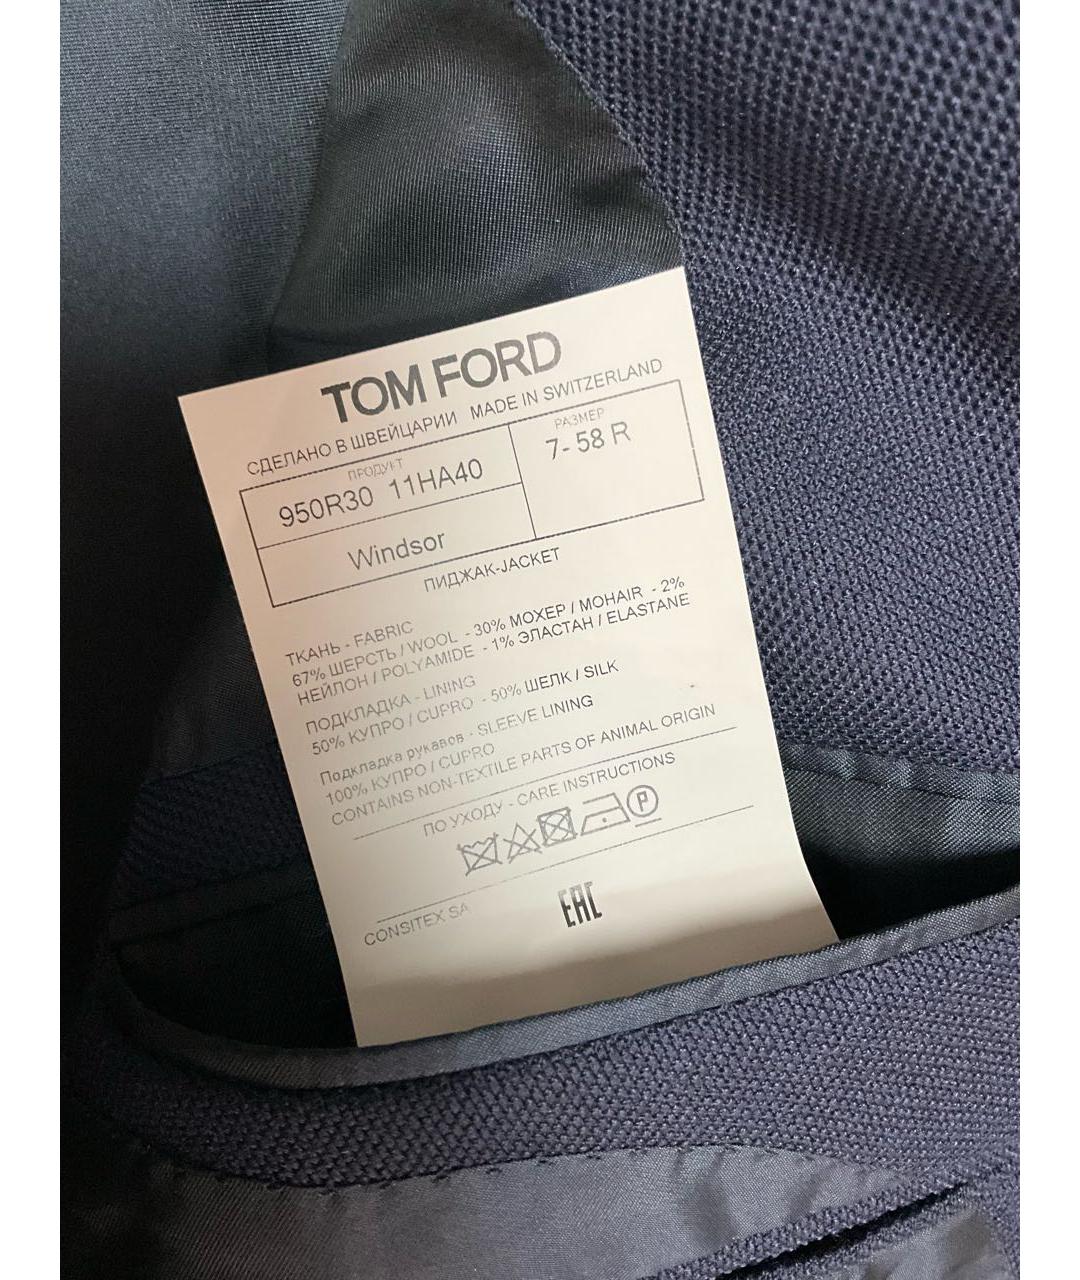 TOM FORD
СДЕЛАНО В ШВЕЙЦАРИИ MADE IN SWITZERLAND
ПРОДУКТ
950R30 11HA40
РАЗМЕР
7- 58 R
Windsor
ПИДЖАК-JACKET
ТКАНЬ - FABRIC
67% ШЕРСТЬ / WOOL - 30% МОХЕР / MOHAIR - 2%
НЕЙЛОН / POLYAMIDE - 1% ЭЛАСТАН / ELASTANE
ПОДКЛАДКА - LINING
50% КУПРО / CUPRO - 50% ШЕЛК / SILK
Подкладка рукавов - SLEEVE LINING
100% КУПРО / CUPRO
CONTAINS NON-TEXTILE PARTS OF ANIMAL ORIGIN
ПО УХОДУ - CARE INSTRUCTIONS
P
CONSITEX SA
EAC